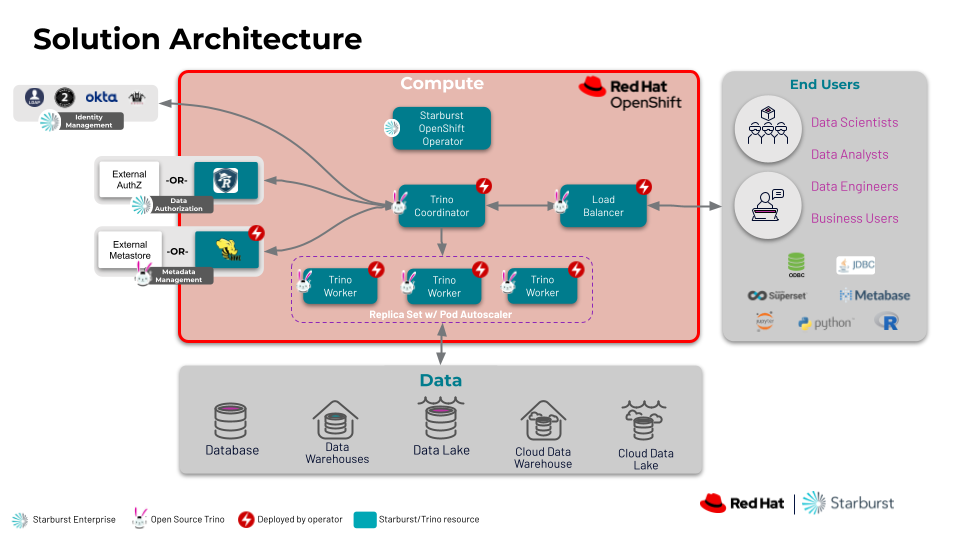 Solution Architecture
LDAP
2
okta
Identity
Management
External
AuthZ
-OR-
R
Data
Authorization
External
Metastore
-OR-
Metadata
Management
Compute
Red Hat
OpenShift
Starburst
OpenShift
Operator
Trino
Coordinator
Load
Balancer
Trino
Worker
Trino
Worker
Trino
Worker
Replica Set w/ Pod Autoscaler
End Users
Data Scientists
Data Analysts
Data Engineers
Business Users
ODBC
JDBC
Superset
Metabase
jupyter
python
R
Data
Database
Data
Warehouses
Data Lake
Cloud Data
Warehouse
Cloud Data
Lake
Starburst Enterprise
Open Source Trino
Deployed by operator
Starburst/Trino resource
Red Hat
Starburst